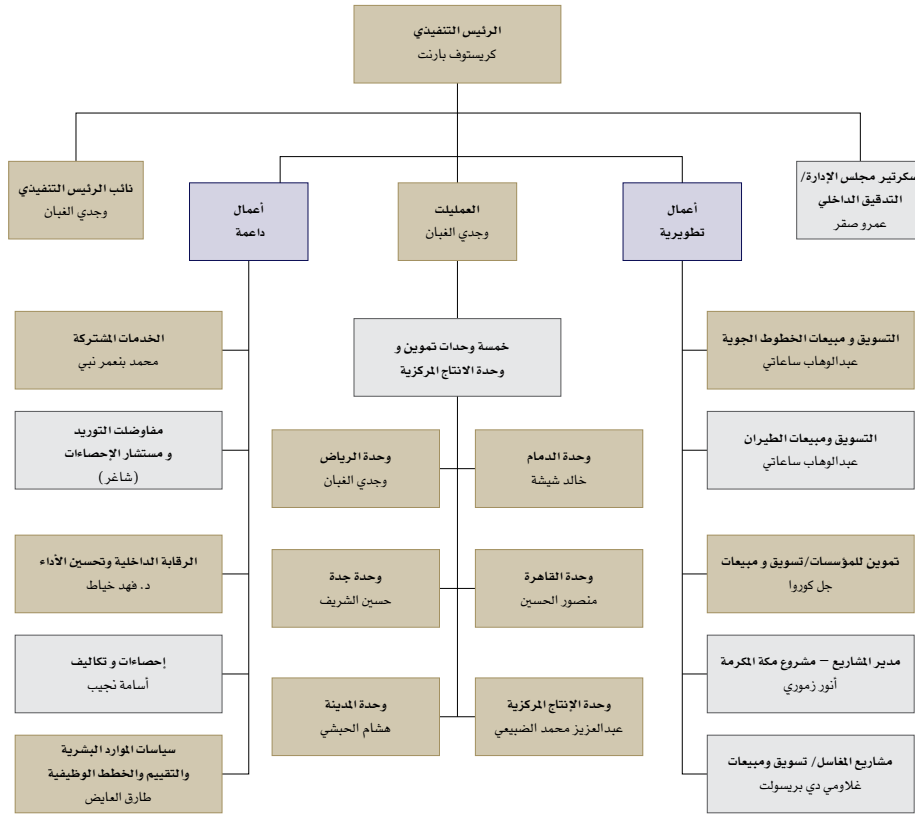 الرئيس التنفيذي
كريستوف بارنت
سكرتير مجلس الإدارة/
التدقيق الداخلي
عمرو صقر
أعمال
تطويرية
العمليلت
وجدي الغبان
أعمال
داعمة
نائب الرئيس التنفيذي
وجدي الغبان
التسويق و مبيعات الخطوط الجوية
عبدالوهاب ساعاتي
التسويق ومبيعات الطيران
عبدالوهاب ساعاتي
تموين للمؤسسات/تسويق و مبيعات
جل كوروا
مدير المشاريع – مشروع مكة المكرمة
أنور زموري
مشاريع المغاسل/ تسويق ومبيعات
غلاومي دي بريسولت
خمسة وحدات تموين و
وحدة الانتاج المركزية
وحدة الدمام
خالد شيشة
وحدة الرياض
وجدي الغبان
وحدة القاهرة
منصور الحسين
وحدة جدة
حسين الشريف
وحدة الإنتاج المركزية
عبدالعزيز محمد الضبيعي
وحدة المدينة
هشام الحبشي
الخدمات المشتركة
محمد بنعمر نبي
مفاوضلت التوريد
و مستشار الإحصاءات
(شاغر)
الرقابة الداخلية وتحسين الأداء
د. فهد خياط
إحصاءات و تكاليف
أسامة نجيب
سياسات الموارد البشرية
والتقييم والخطط الوظيفية
طارق العايض